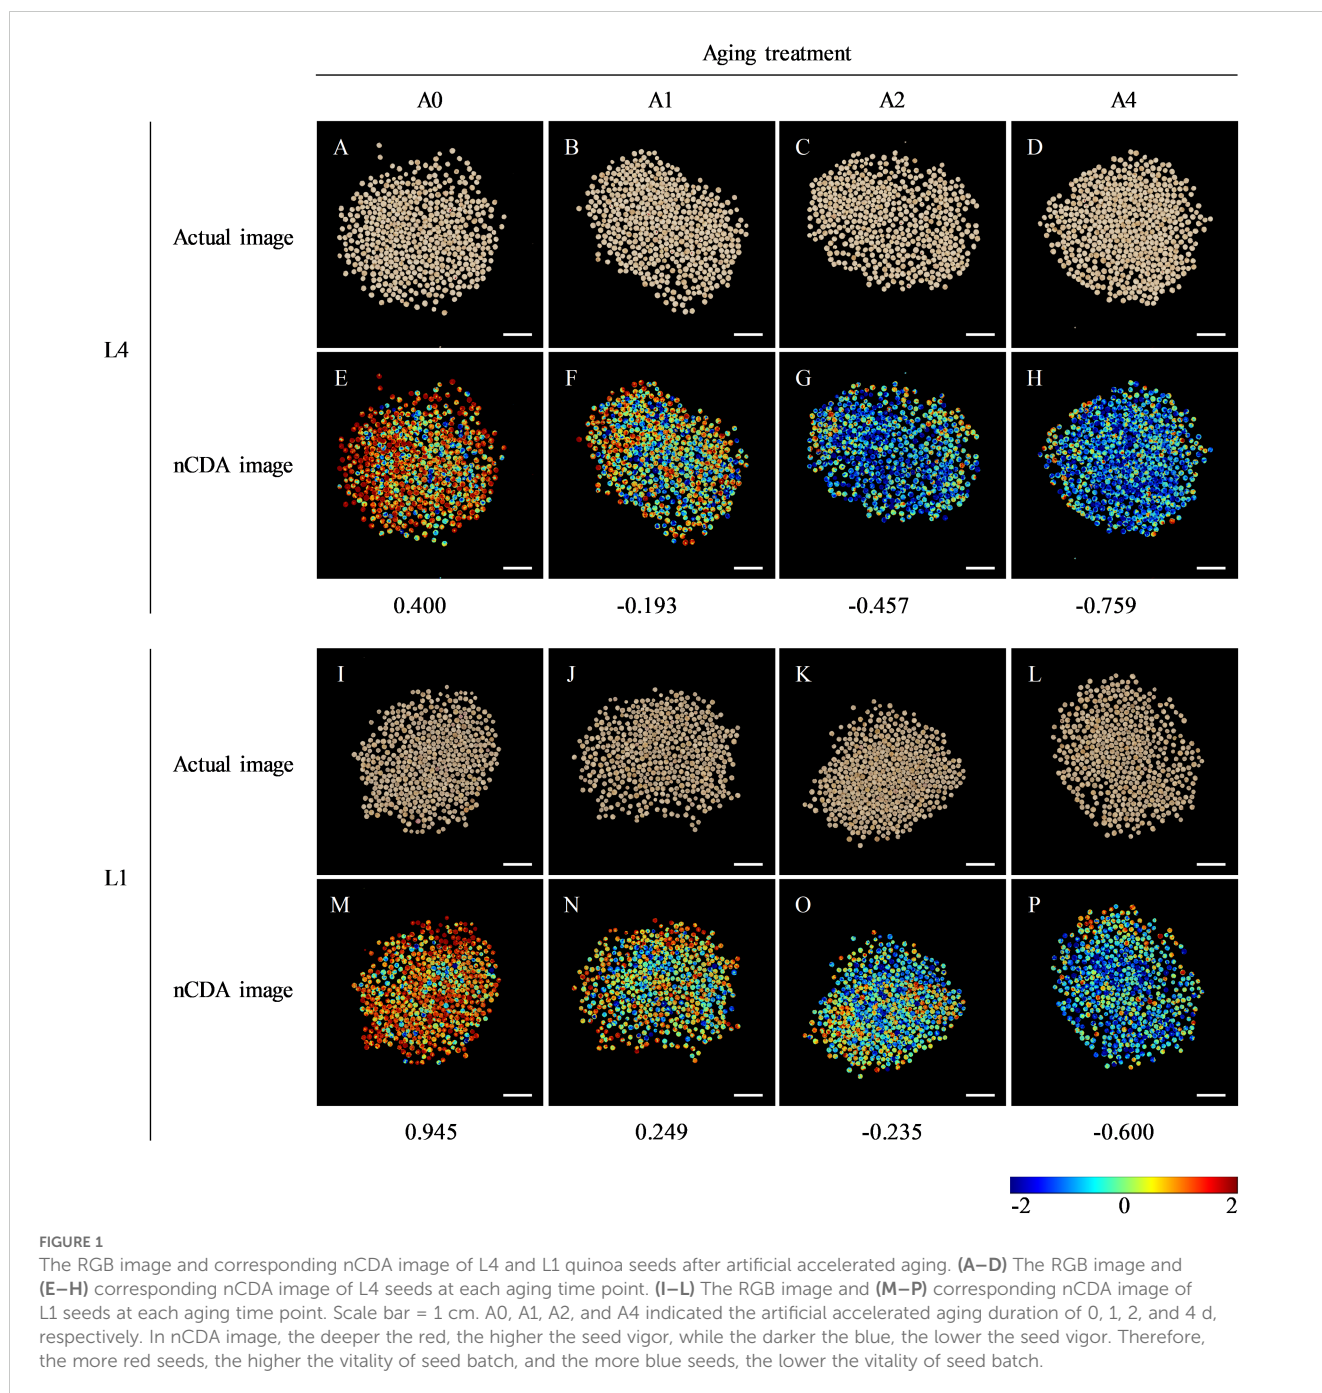 Aging treatment
A0 A1 A2 A4
A B C D
Actual image
L4
E F G H
nCDA image
0.400 -0.193 -0.457 -0.759
I J K L
Actual image
L1
M N O P
nCDA image
0.945 0.249 -0.235 -0.600
-2 0 2
FIGURE 1
The RGB image and corresponding nCDA image of L4 and L1 quinoa seeds after artificial accelerated aging. (A–D) The RGB image and
(E–H) corresponding nCDA image of L4 seeds at each aging time point. (I–L) The RGB image and (M–P) corresponding nCDA image of
L1 seeds at each aging time point. Scale bar = 1 cm. A0, A1, A2, and A4 indicated the artificial accelerated aging duration of 0, 1, 2, and 4 d,
respectively. In nCDA image, the deeper the red, the higher the seed vigor, while the darker the blue, the lower the seed vigor. Therefore,
the more red seeds, the higher the vitality of seed batch, and the more blue seeds, the lower the vitality of seed batch.